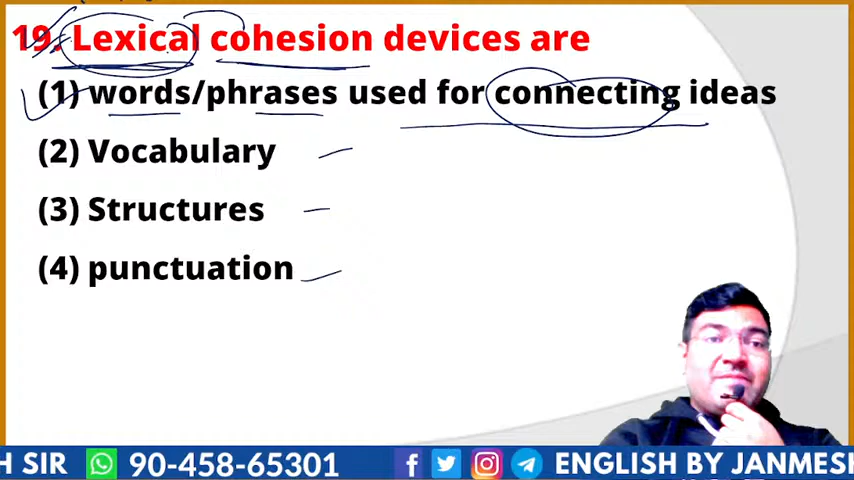 19. Lexical cohesion devices are
(1) words/phrases used for connecting ideas
(2) Vocabulary
(3) Structures
(4) punctuation
H SIR 90-458-65301 ENGLISH BY JANMESH